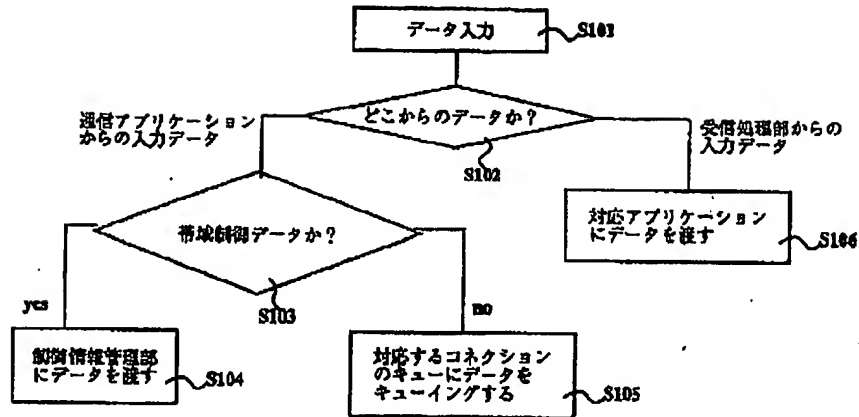 データ入力
S101
どこからのデータか?
S102
通信アプリケーション
からの入力データ
受信処理部からの
入力データ
帯域制御データか?
S103
対応アプリケーション
にデータを渡す
S106
yes
no
制御情報管理部
にデータを渡す
S104
対応するコネクション
のキューにデータを
キューイングする
S105